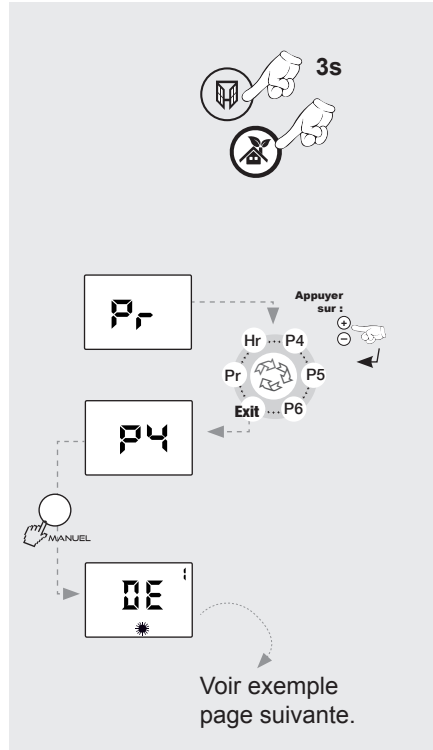 3s
Pr
Appuyer
sur :
+
-
Hr P4
Pr P5
Exit P6
P4
MANUEL
DE 1
Voir exemple
page suivante.